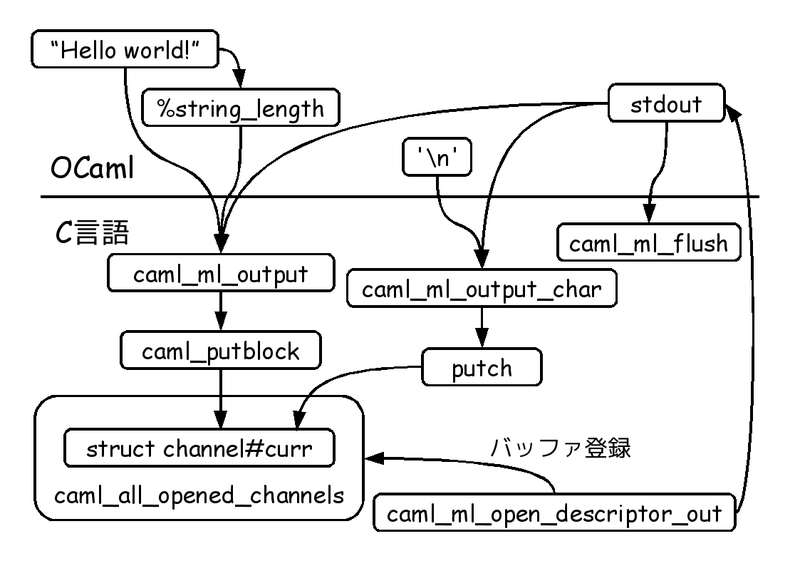 “Hello world!”
%string_length
stdout
'\n'
OCaml
C言語
caml_ml_flush
caml_ml_output
caml_ml_output_char
caml_putblock
putch
struct channel#curr
バッファ登録
caml_all_opened_channels
caml_ml_open_descriptor_out